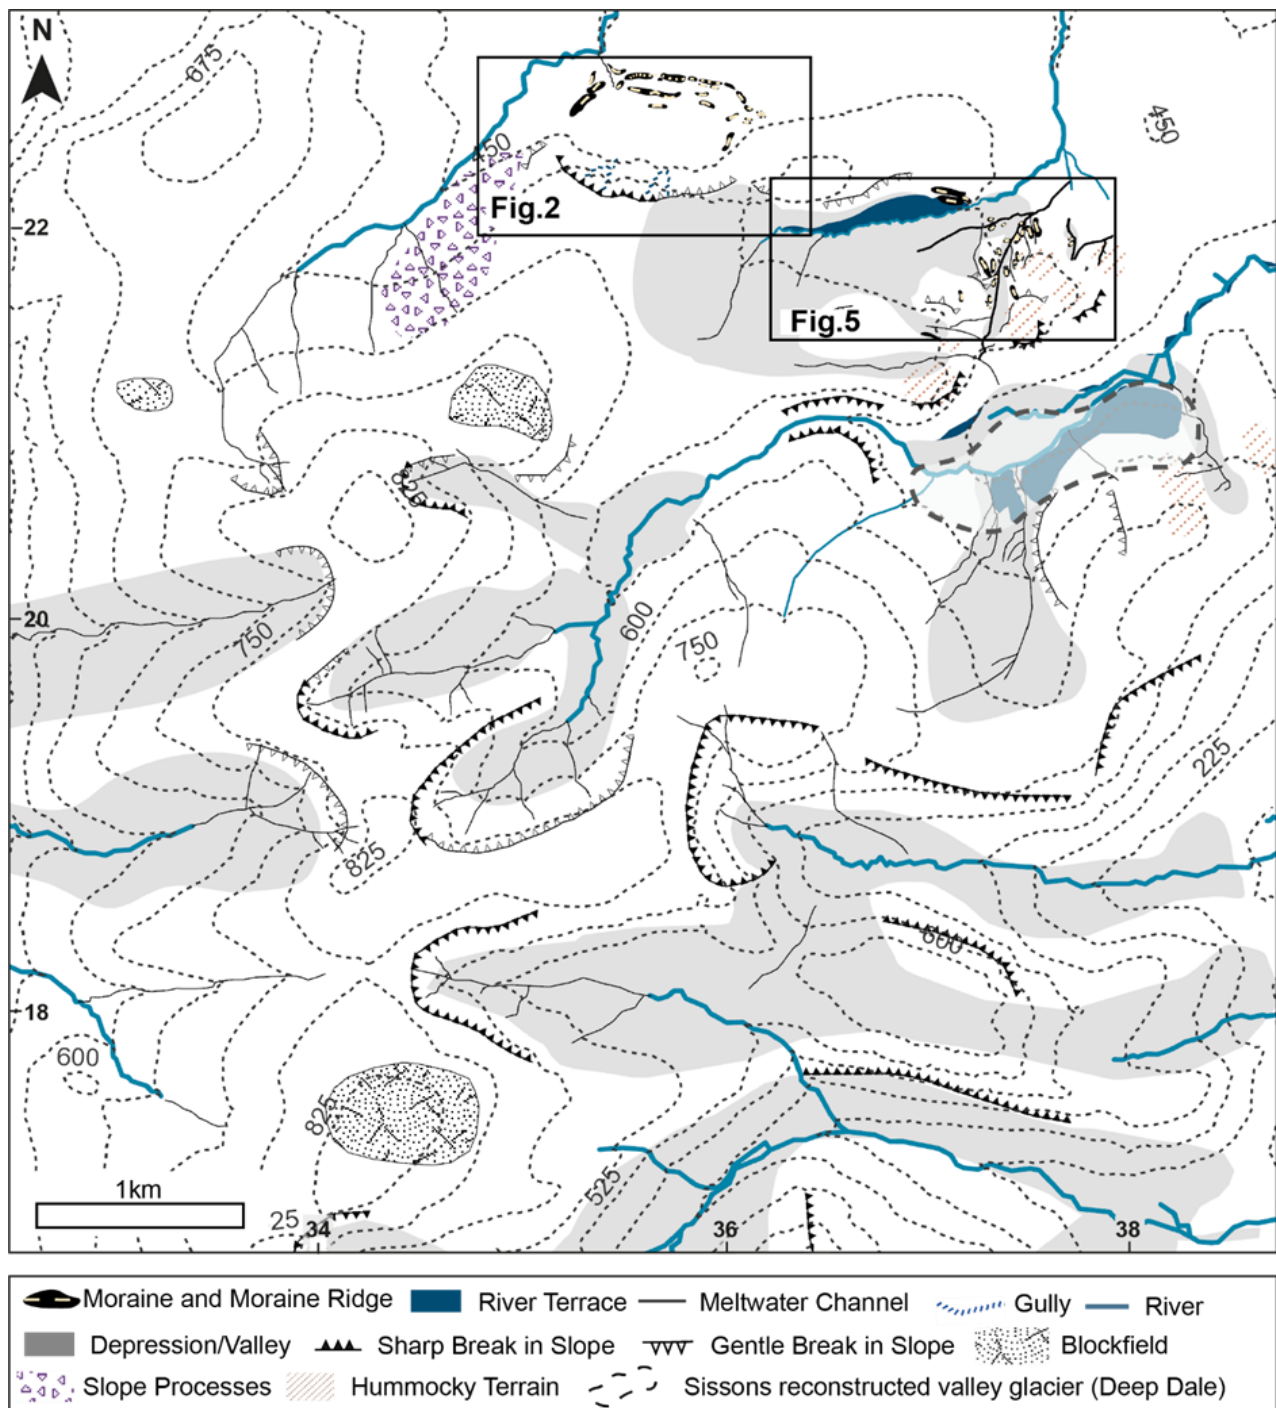 N
675
450
450
Fig.2
22
Fig.5
825
20
750
600
750
225
825
600
18
600
825
525
1km
25
34
36
38
Moraine and Moraine Ridge River Terrace Meltwater Channel Gully River
Depression/Valley Sharp Break in Slope Gentle Break in Slope Blockfield
Slope Processes Hummocky Terrain Sissons reconstructed valley glacier (Deep Dale)